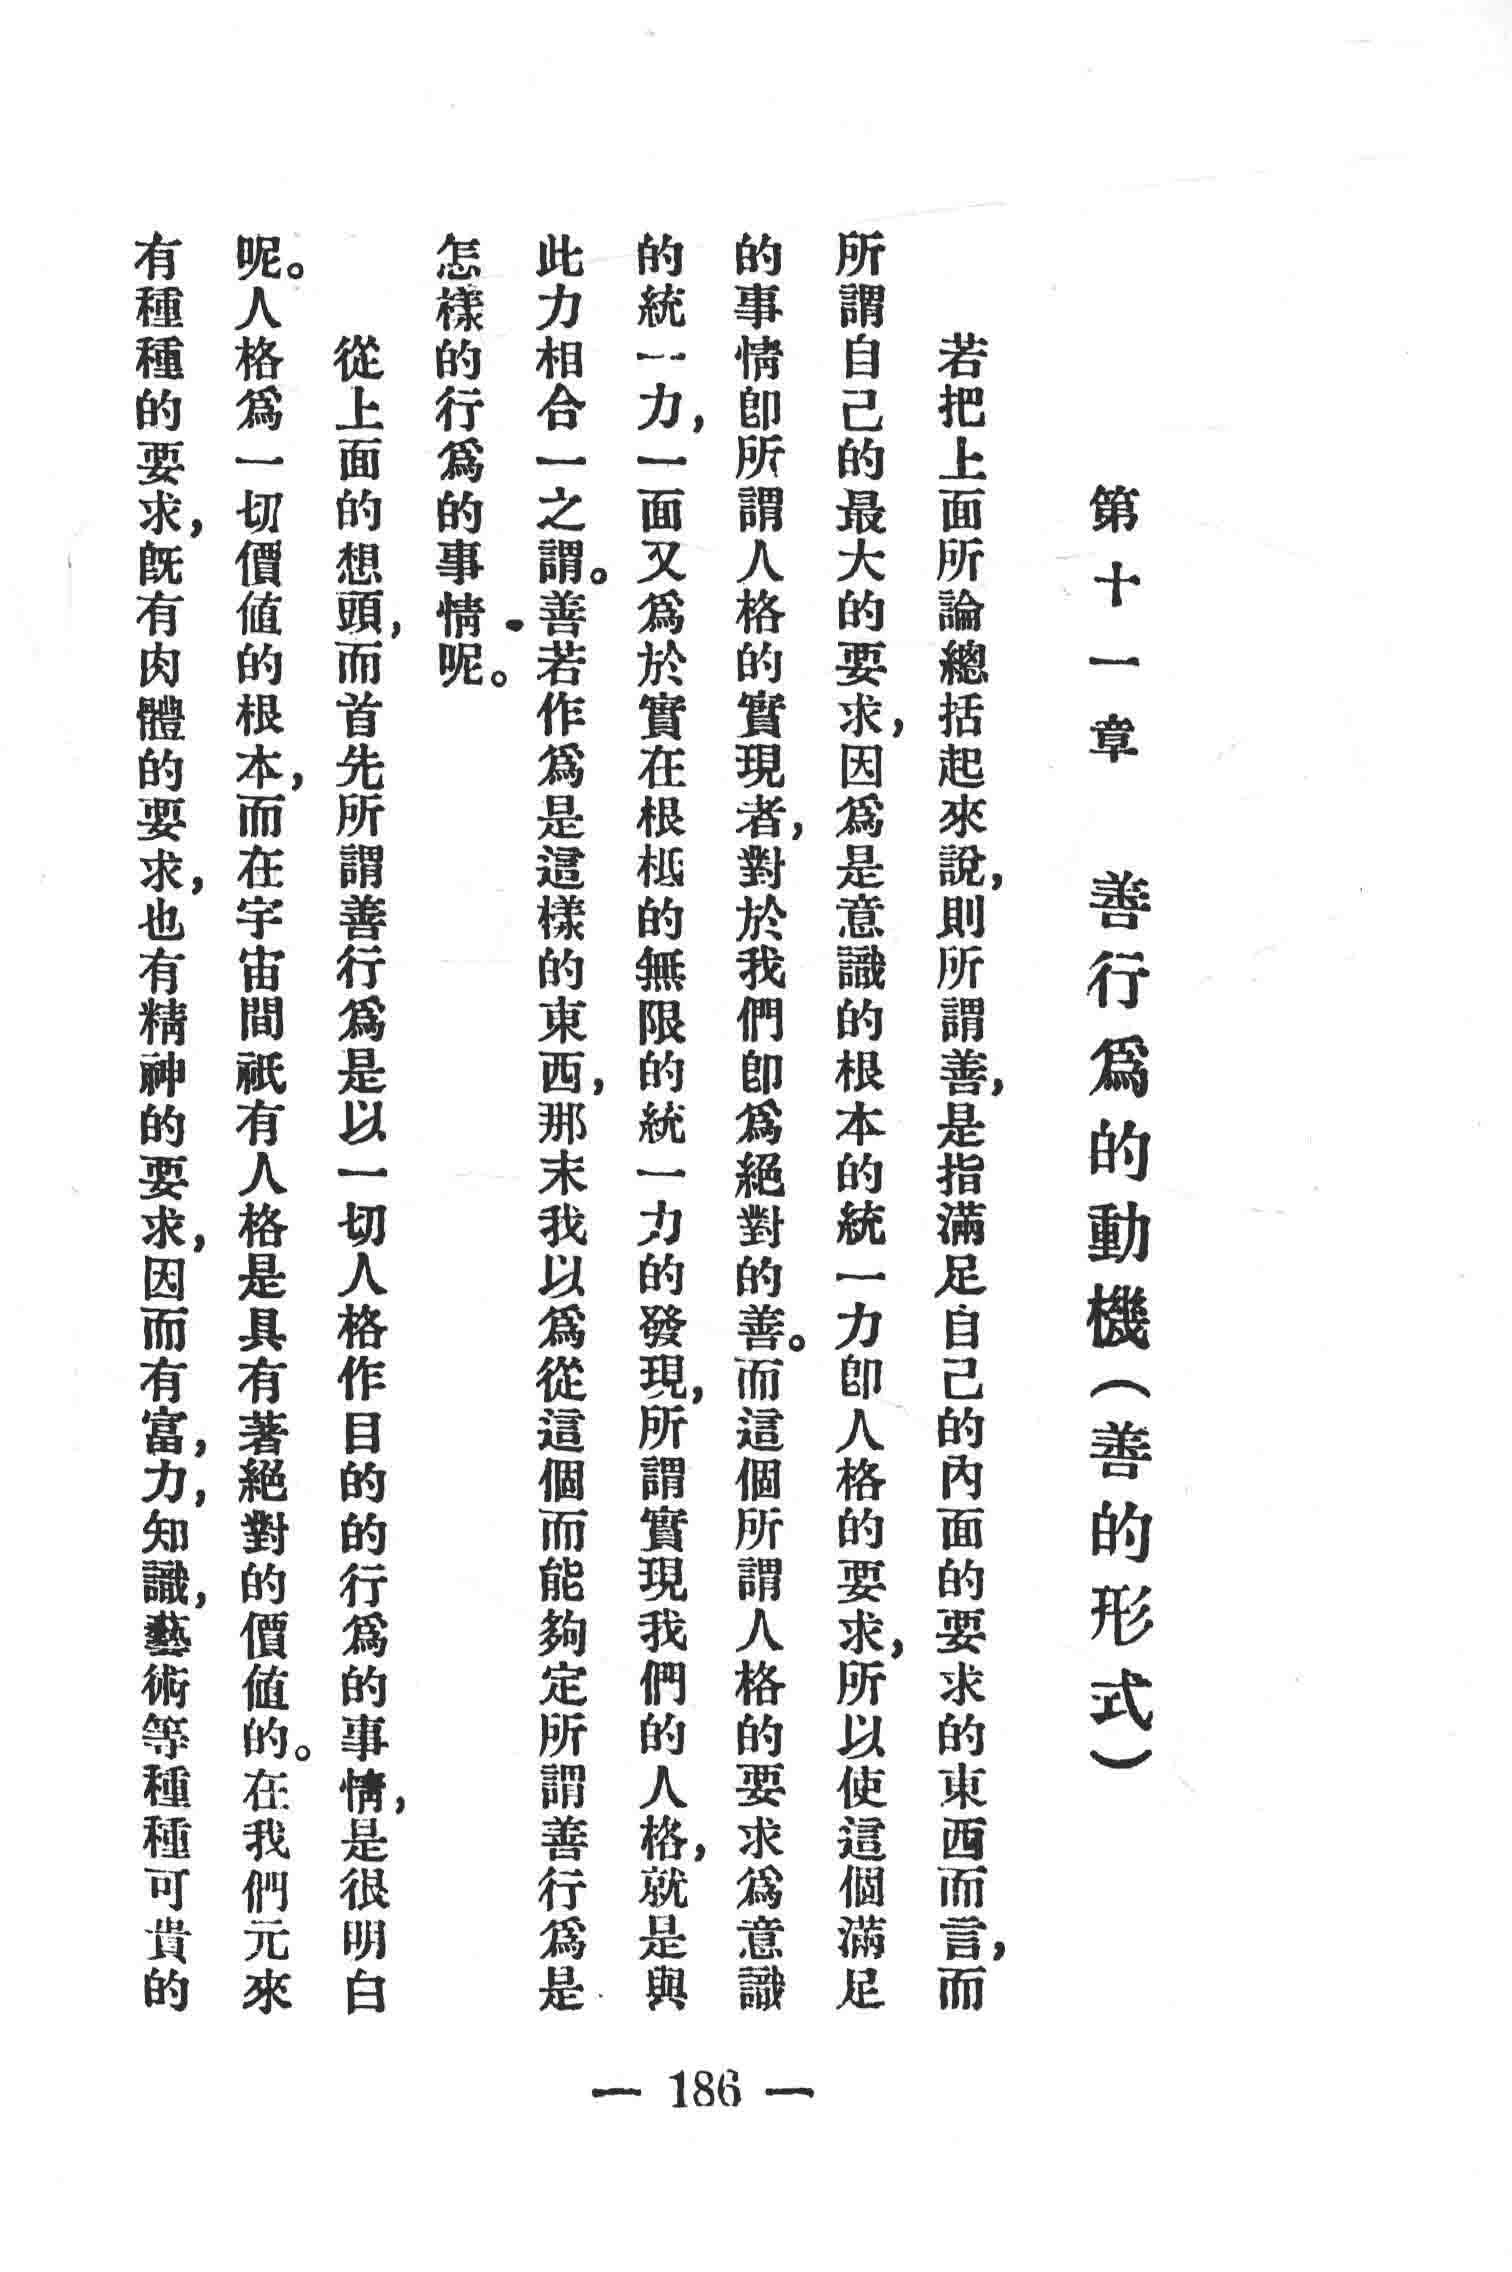 第十一章　善行爲的動機（善的形式）
若把上面所論總括起來說，則所謂善，是指滿足自己的內面的要求的東西而言，而
所謂自己的最大的要求，因爲是意識的根本的統一力卽人格的要求，所以使這個滿足
的事情卽所謂人格的實現者，對於我們卽爲絕對的善。而這個所謂人格的要求爲意識
的統一力，一面又爲於實在根柢的無限的統一力的發現，所謂實現我們的人格，就是與
此力相合一之謂。善若作爲是這樣的東西，那末我以爲從這個而能夠定所謂善行爲是
怎樣的行爲的事情呢。
從上面的想頭，而首先所謂善行爲是以一切人格作目的的行爲的事情，是很明白
呢。人格爲一切價値的根本，而在宇宙間祇有人格是具有著絕對的價値的。在我們元來
有種種的要求，旣有肉體的要求，也有精神的要求，因而有富，力，知識，藝術等種種可貴的
— 186 —